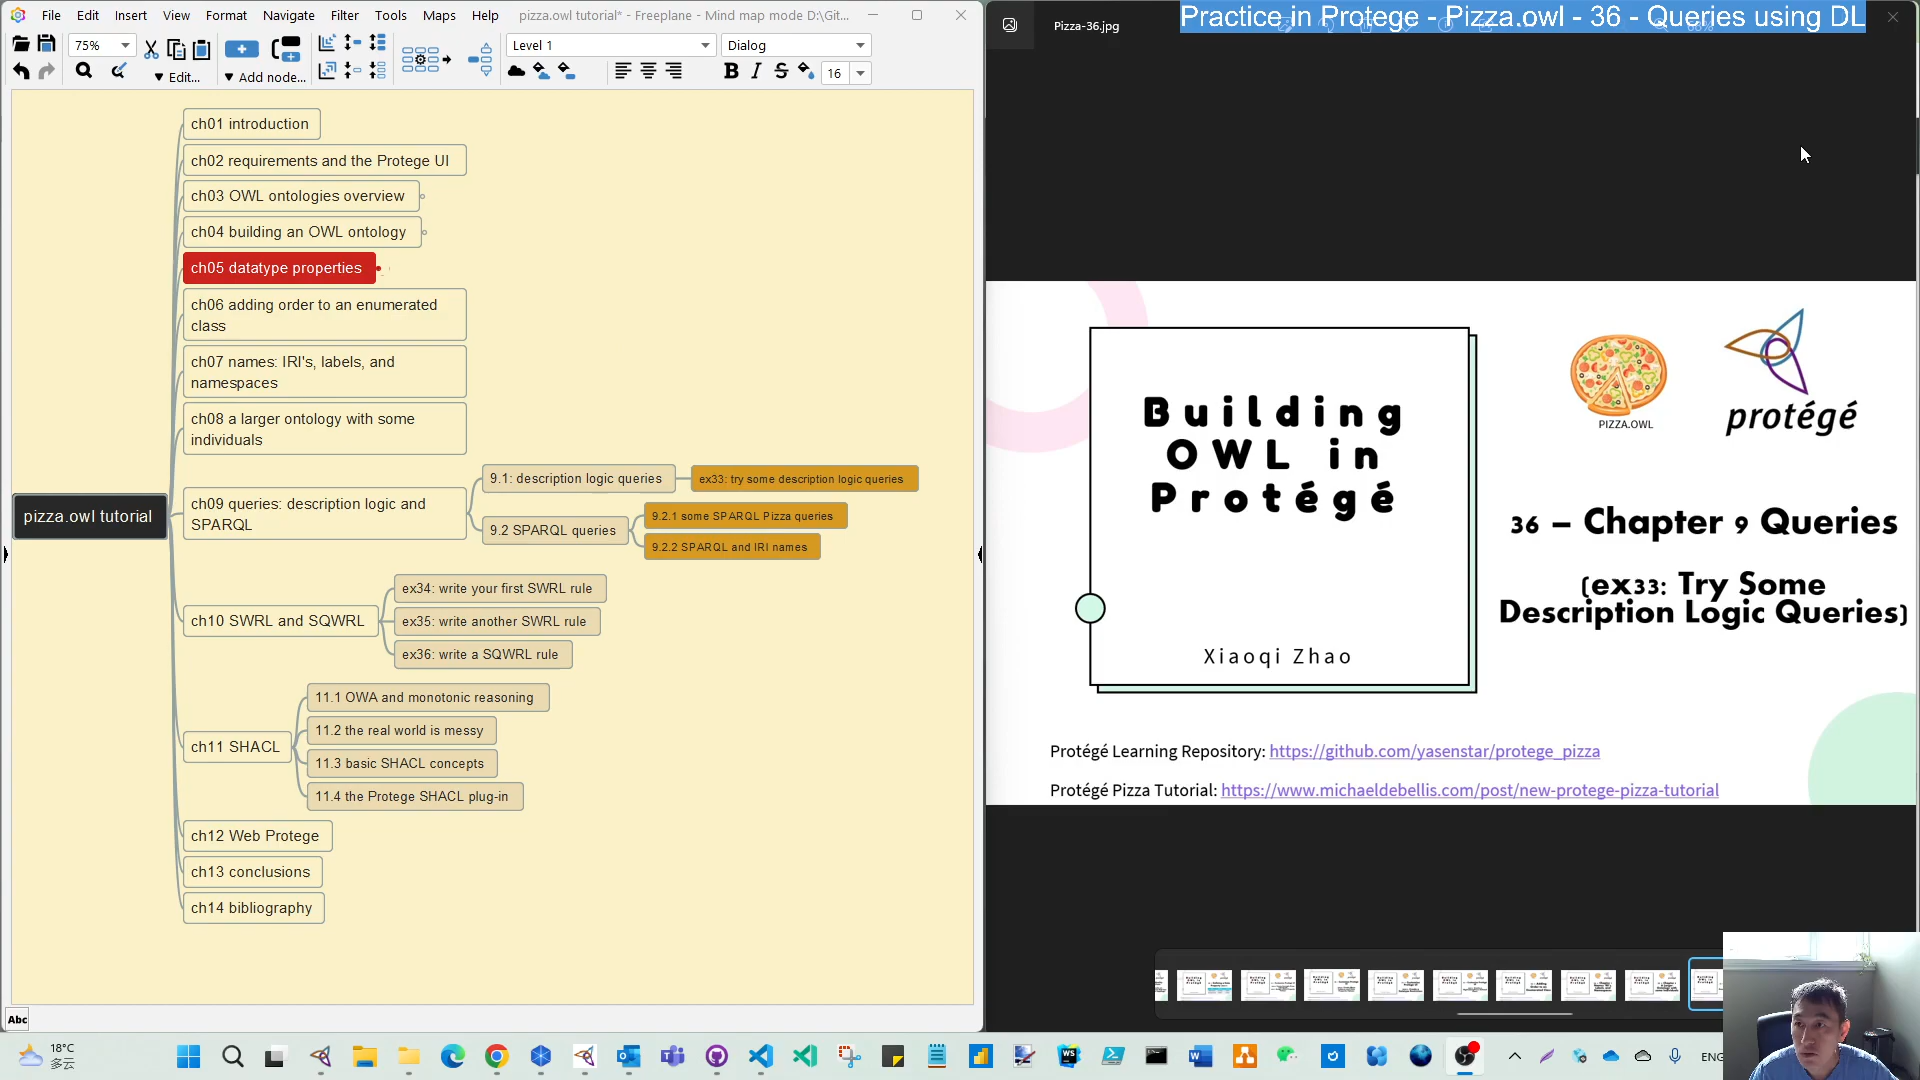 File Edit Insert View Format Navigate Filter Tools Maps Help pizza.owl tutorial* - Freeplane - Mind map mode D:\Git...
75%
Level 1
Dialog
Edit...
Add node...
B I S
16
ch01 introduction
ch02 requirements and the Protege UI
ch03 OWL ontologies overview
ch04 building an OWL ontology
ch05 datatype properties
ch06 adding order to an enumerated
class
ch07 names: IRI's, labels, and
namespaces
ch08 a larger ontology with some
individuals
pizza.owl tutorial
ch09 queries: description logic and
SPARQL
9.1: description logic queries
ex33: try some description logic queries
9.2 SPARQL queries
9.2.1 some SPARQL Pizza queries
9.2.2 SPARQL and IRI names
ch10 SWRL and SQWRL
ex34: write your first SWRL rule
ex35: write another SWRL rule
ex36: write a SQWRL rule
ch11 SHACL
11.1 OWA and monotonic reasoning
11.2 the real world is messy
11.3 basic SHACL concepts
11.4 the Protege SHACL plug-in
ch12 Web Protege
ch13 conclusions
ch14 bibliography
Abc
Pizza-36.jpg
Practice in Protege - Pizza.owl - 36 - Queries using DL
Building
OWL in
Protégé
Xiaoqi Zhao
PIZZA.OWL
protégé
36 – Chapter 9 Queries
(ex33: Try Some
Description Logic Queries)
Protégé Learning Repository: https://github.com/yasenstar/protege_pizza
Protégé Pizza Tutorial: https://www.michaeldebellis.com/post/new-protege-pizza-tutorial
18°C
多云
ENG